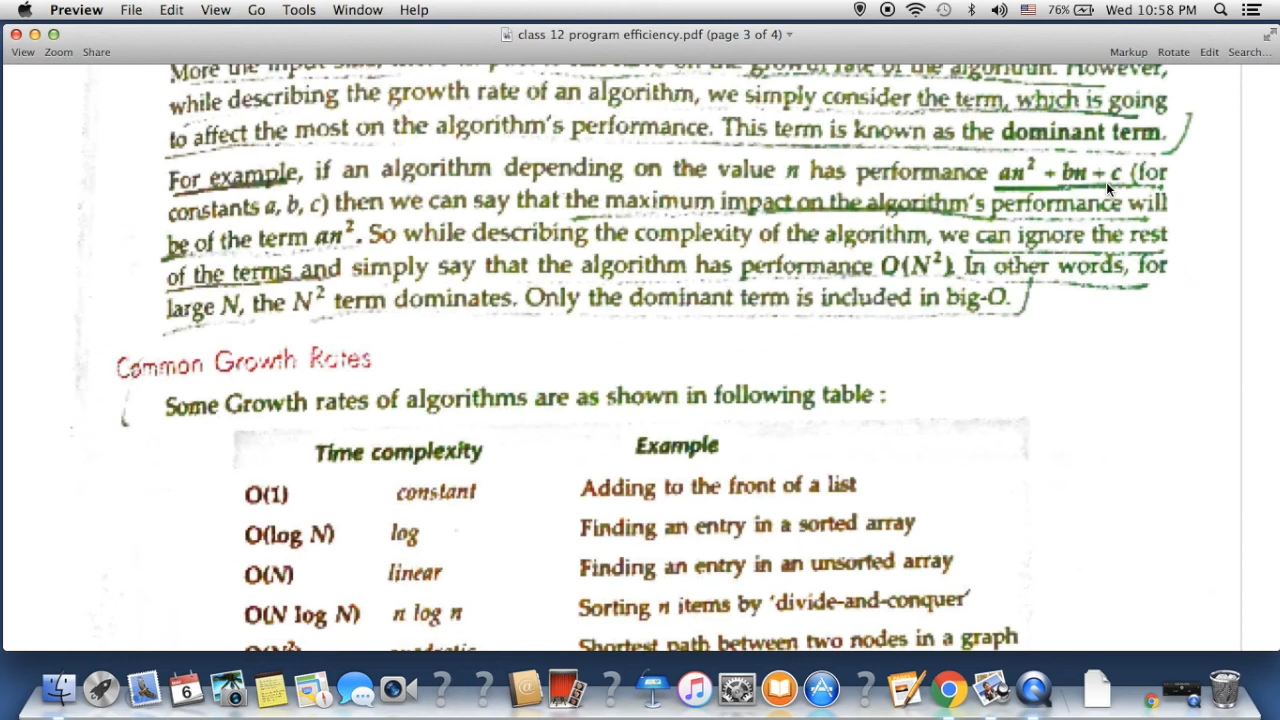 Preview File Edit View Go Tools Window Help 76% Wed 10:58 PM
class 12 program efficiency.pdf (page 3 of 4)
View Zoom Share Markup Rotate Edit Search...
growth rate of the algorithm. However,
while describing the growth rate of an algorithm, we simply consider the term, which is going
to affect the most on the algorithm's performance. This term is known as the dominant term.
For example, if an algorithm depending on the value n has performance an² + bn + c (for
constants a, b, c) then we can say that the maximum impact on the algorithm's performance will
be of the term an². So while describing the complexity of the algorithm, we can ignore the rest
of the terms and simply say that the algorithm has performance O(N²). In other words, for
large N, the N² term dominates. Only the dominant term is included in big-O.
Common Growth Rates
Some Growth rates of algorithms are as shown in following table :
Time complexity Example
O(1) constant Adding to the front of a list
O(log N) log Finding an entry in a sorted array
O(N) linear Finding an entry in an unsorted array
O(N log N) n log n Sorting n items by 'divide-and-conquer'
O(N²) quadratic Shortest path between two nodes in a graph
6